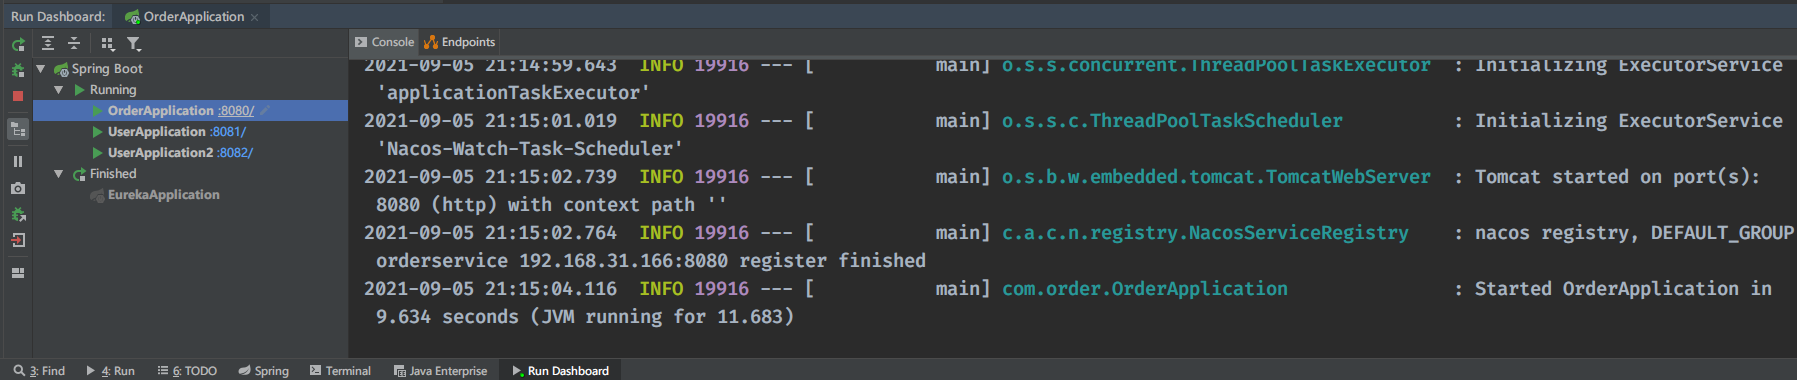 Run Dashboard: OrderApplication
Spring Boot
Running
OrderApplication :8080/
UserApplication :8081/
UserApplication2 :8082/
Finished
EurekaApplication
Console Endpoints
2021-09-05 21:14:59.643 INFO 19916 --- [ main] o.s.s.concurrent.ThreadPoolTaskExecutor : Initializing ExecutorService
'applicationTaskExecutor'
2021-09-05 21:15:01.019 INFO 19916 --- [ main] o.s.s.c.ThreadPoolTaskScheduler : Initializing ExecutorService
'Nacos-Watch-Task-Scheduler'
2021-09-05 21:15:02.739 INFO 19916 --- [ main] o.s.b.w.embedded.tomcat.TomcatWebServer : Tomcat started on port(s):
8080 (http) with context path ''
2021-09-05 21:15:02.764 INFO 19916 --- [ main] c.a.c.n.registry.NacosServiceRegistry : nacos registry, DEFAULT_GROUP
orderservice 192.168.31.166:8080 register finished
2021-09-05 21:15:04.116 INFO 19916 --- [ main] com.order.OrderApplication : Started OrderApplication in
9.634 seconds (JVM running for 11.683)
3: Find 4: Run 6: TODO Spring Terminal Java Enterprise Run Dashboard